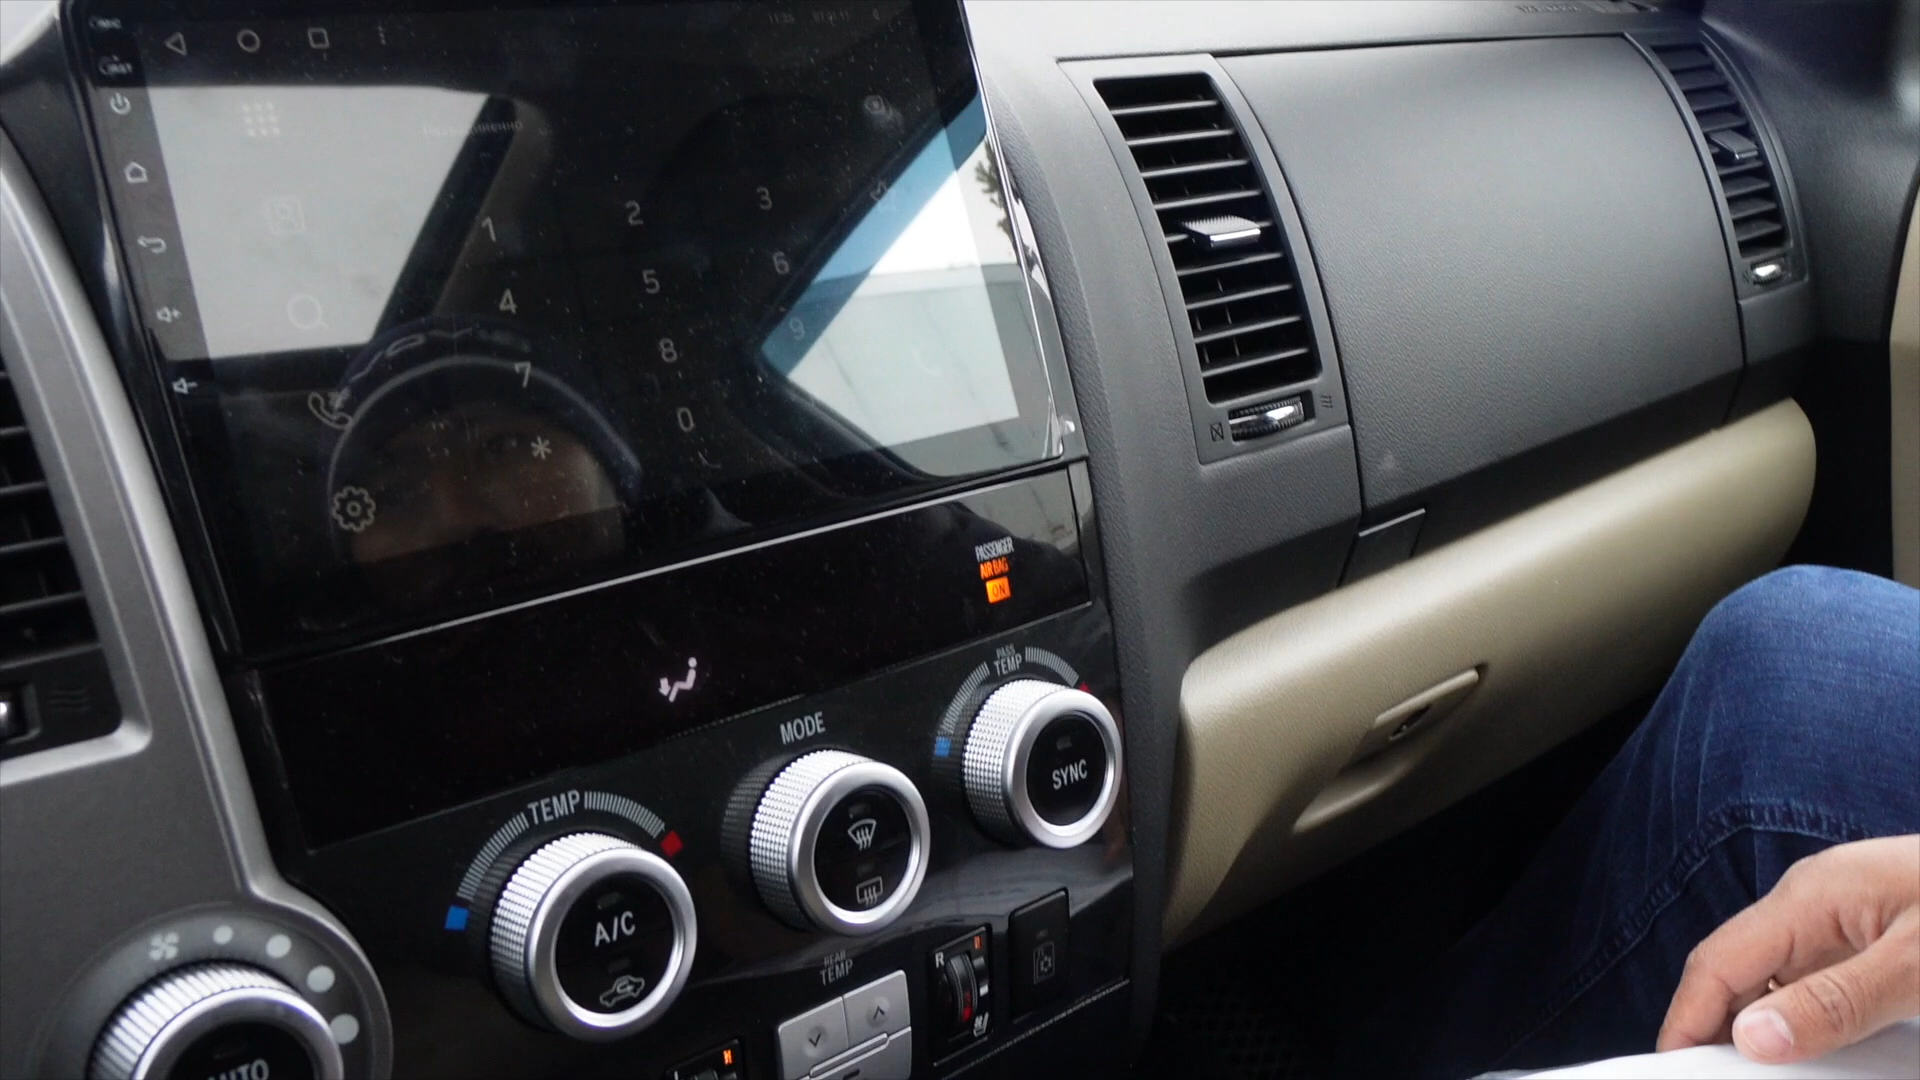 1 2 3
4 5 6
7 8 9
* 0
PASSENGER
AIR BAG
ON
PASS
TEMP
MODE
SYNC
TEMP
A/C
REAR
TEMP
R
AUTO